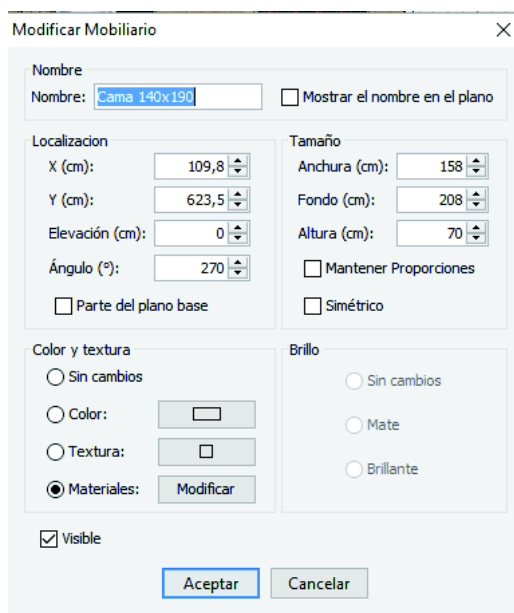 Modificar Mobiliario
Nombre
Nombre: Cama 140x190
Mostrar el nombre en el plano
Localizacion
X (cm): 109,8
Y (cm): 623,5
Elevación (cm): 0
Ángulo (º): 270
Parte del plano base
Tamaño
Anchura (cm): 158
Fondo (cm): 208
Altura (cm): 70
Mantener Proporciones
Simétrico
Color y textura
Sin cambios
Color:
Textura:
Materiales: Modificar
Brillo
Sin cambios
Mate
Brillante
Visible
Aceptar Cancelar